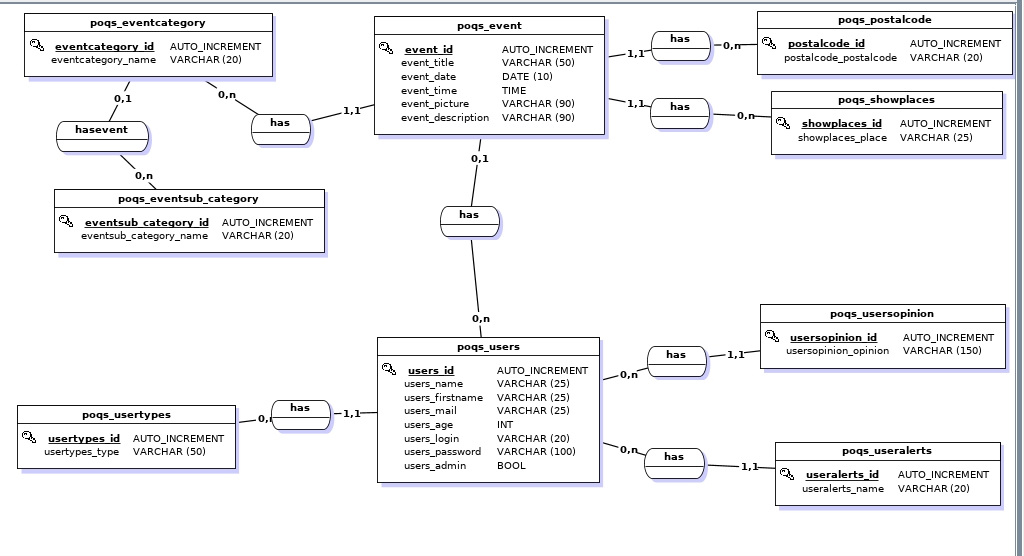 poqs_eventcategory
eventcategory_id AUTO_INCREMENT
eventcategory_name VARCHAR (20)
poqs_event
event_id AUTO_INCREMENT
event_title VARCHAR (50)
event_date DATE (10)
event_time TIME
event_picture VARCHAR (90)
event_description VARCHAR (90)
poqs_postalcode
postalcode_id AUTO_INCREMENT
postalcode_postalcode VARCHAR (20)
1,1
has
0,n
poqs_showplaces
showplaces_id AUTO_INCREMENT
showplaces_place VARCHAR (25)
1,1
has
0,n
0,1
hasevent
0,n
0,n
has
1,1
poqs_eventsub_category
eventsub_category_id AUTO_INCREMENT
eventsub_category_name VARCHAR (20)
0,1
has
0,n
poqs_users
users_id AUTO_INCREMENT
users_name VARCHAR (25)
users_firstname VARCHAR (25)
users_mail VARCHAR (25)
users_age INT
users_login VARCHAR (20)
users_password VARCHAR (100)
users_admin BOOL
poqs_usersopinion
usersopinion_id AUTO_INCREMENT
usersopinion_opinion VARCHAR (150)
0,n
has
1,1
poqs_usertypes
usertypes_id AUTO_INCREMENT
usertypes_type VARCHAR (50)
0,n
has
1,1
poqs_useralerts
useralerts_id AUTO_INCREMENT
useralerts_name VARCHAR (20)
0,n
has
1,1